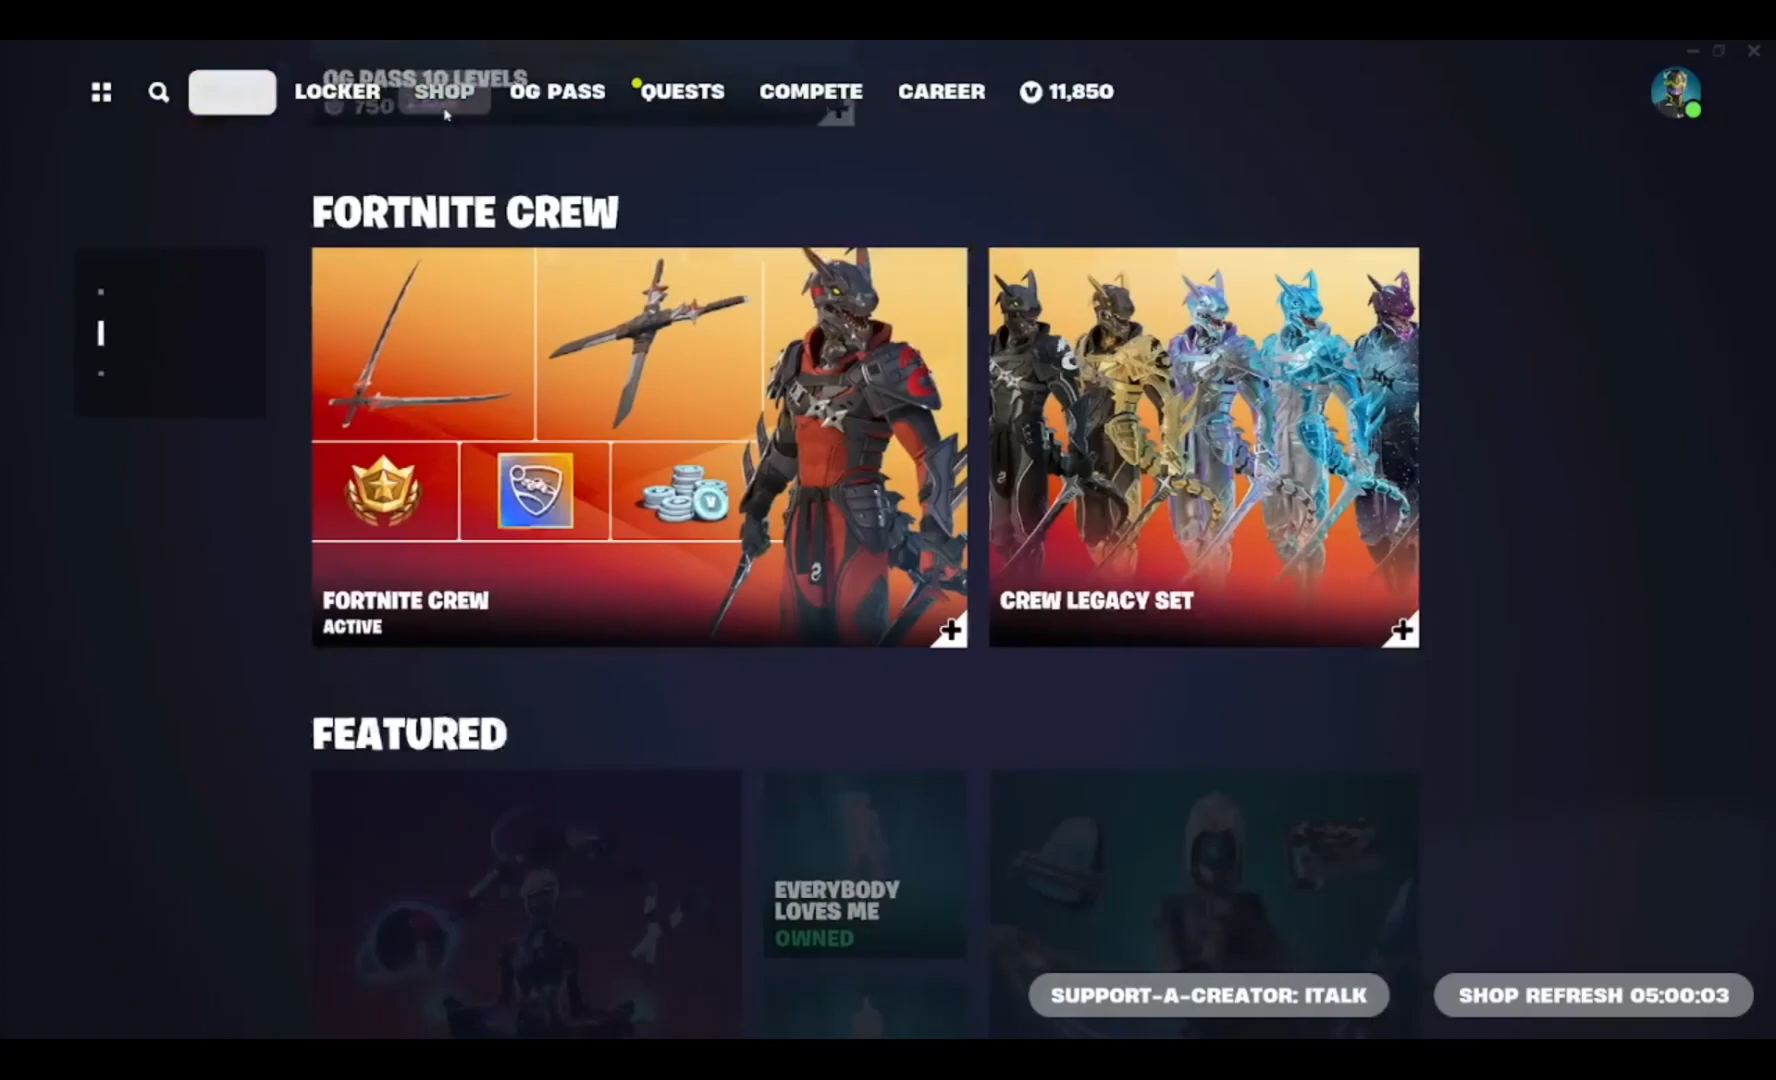 OG PASS 10 LEVELS
750
LOCKER
SHOP
OG PASS
QUESTS
COMPETE
CAREER
11,850
FORTNITE CREW
FORTNITE CREW
ACTIVE
CREW LEGACY SET
FEATURED
EVERYBODY
LOVES ME
OWNED
SUPPORT-A-CREATOR: ITALK
SHOP REFRESH 05:00:03